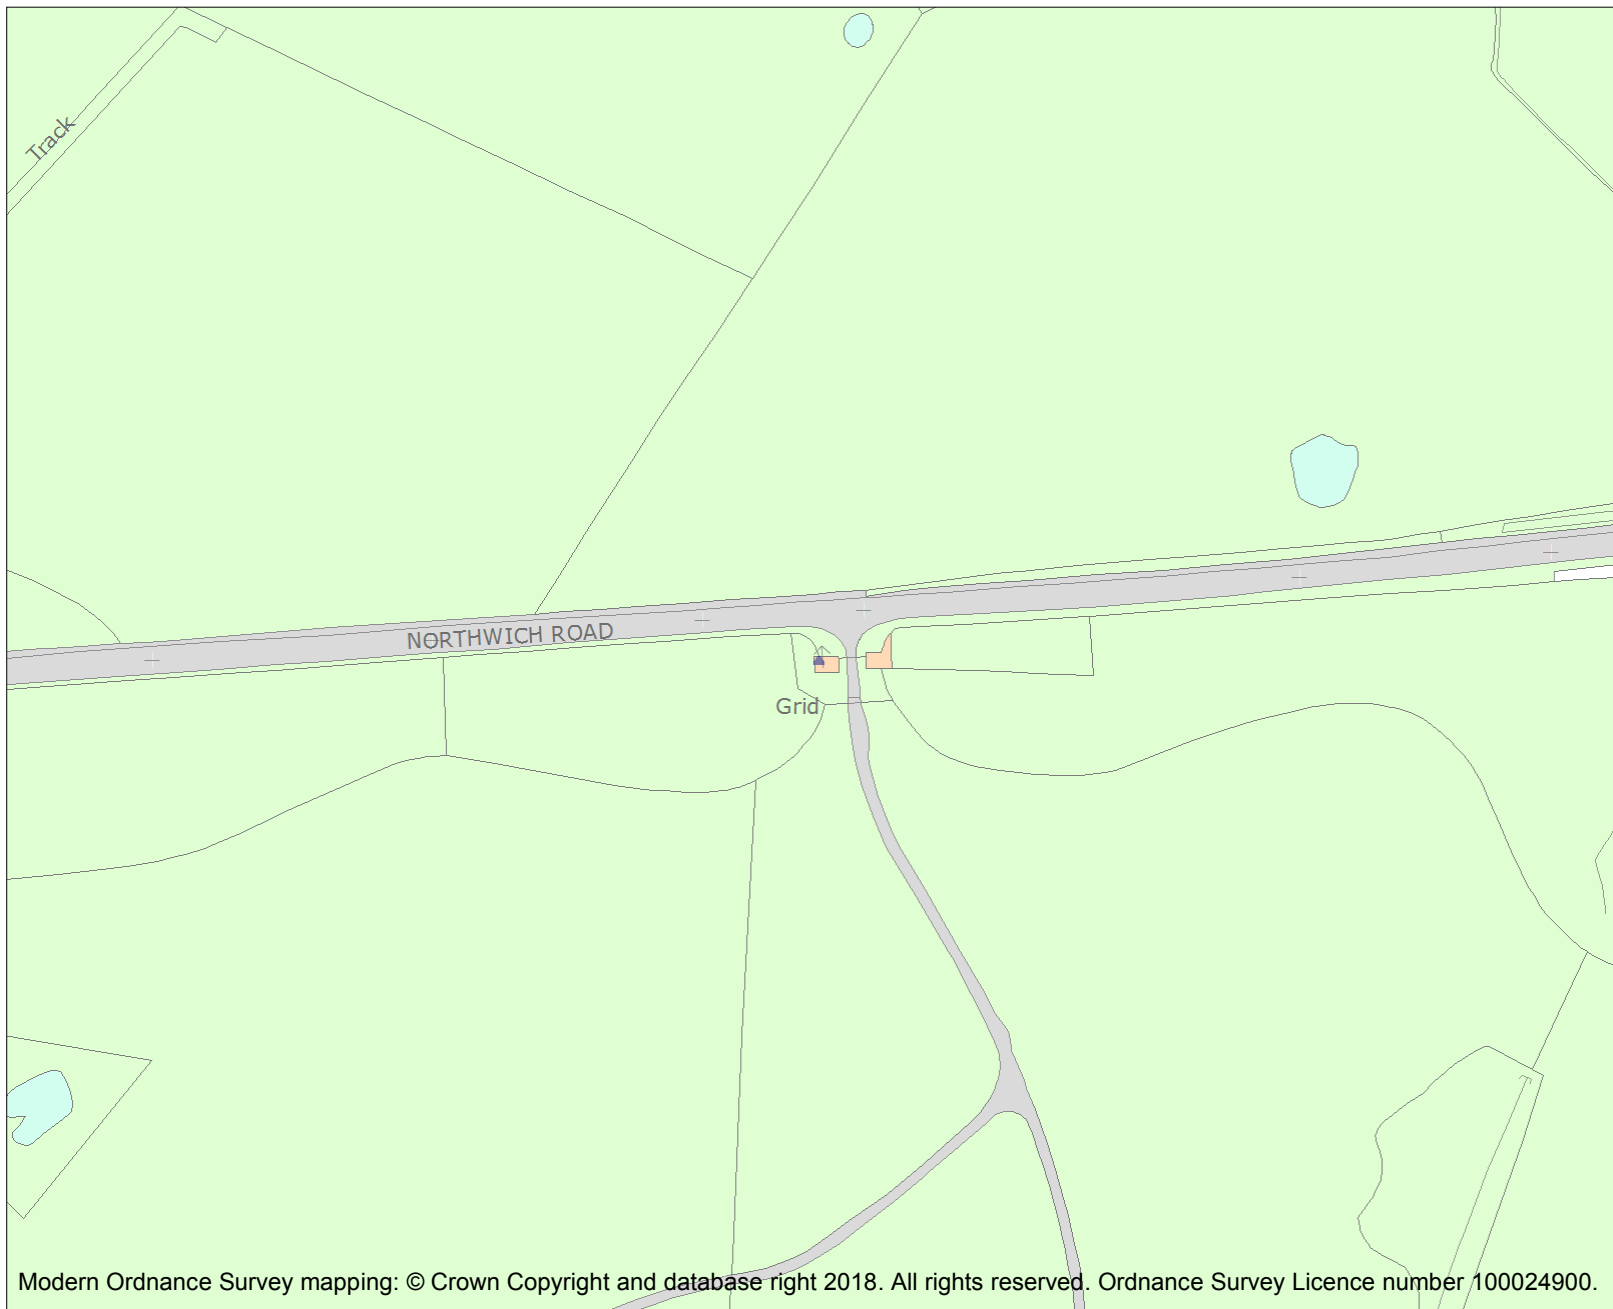 Track
NORTHWICH ROAD
Grid
Modern Ordnance Survey mapping: © Crown Copyright and database right 2018. All rights reserved. Ordnance Survey Licence number 100024900.